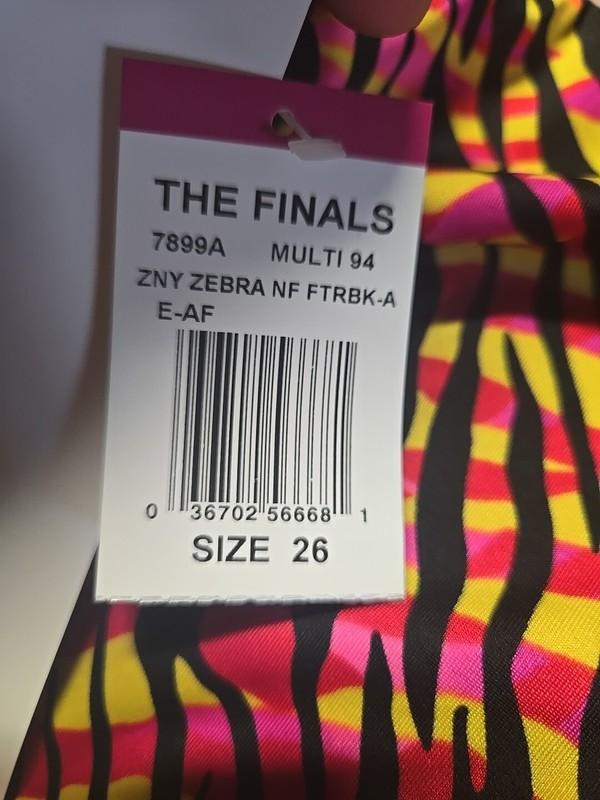 THE FINALS
7899A MULTI 94
ZNY ZEBRA NF FTRBK-A
E-AF
0 36702 56668 1
SIZE 26